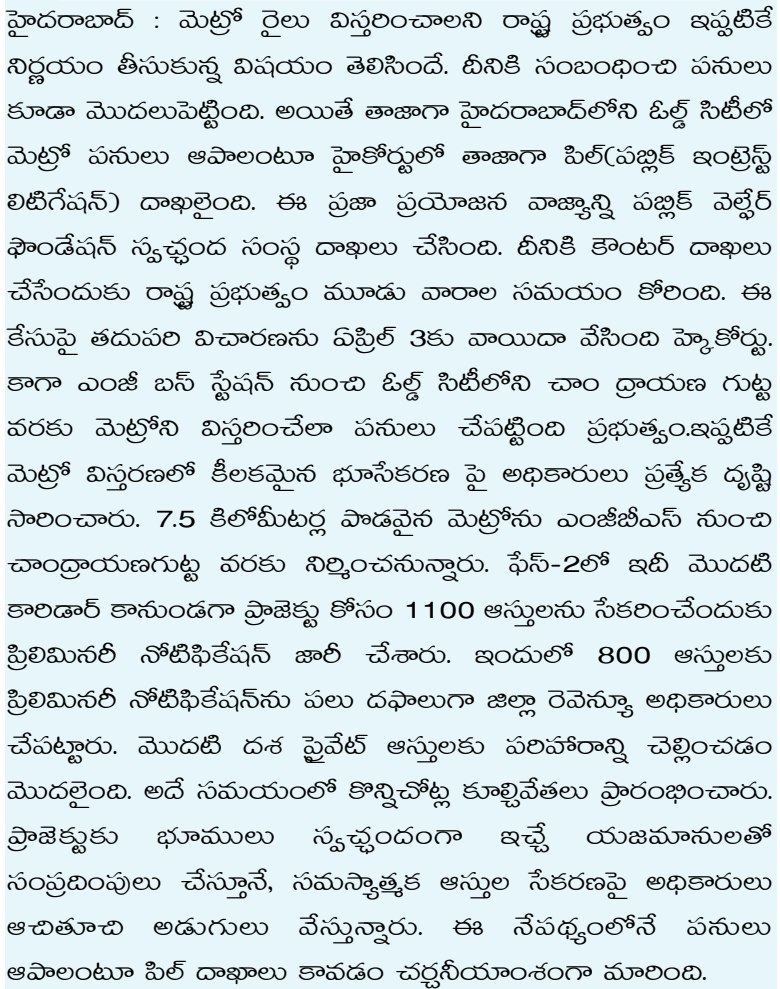 హైదరాబాద్ : మెట్రో రైలు విస్తరించాలని రాష్ట్ర ప్రభుత్వం ఇప్పటికే
నిర్ణయం తీసుకున్న విషయం తెలిసిందే. దీనికి సంబంధించి పనులు
కూడా మొదలుపెట్టింది. అయితే తాజాగా హైదరాబాద్‌లోని ఓల్డ్ సిటీలో
మెట్రో పనులు ఆపాలంటూ హైకోర్టులో తాజాగా పిల్(పబ్లిక్ ఇంట్రెస్ట్
లిటిగేషన్) దాఖలైంది. ఈ ప్రజా ప్రయోజన వాజ్యాన్ని పబ్లిక్ వెల్ఫేర్
ఫౌండేషన్ స్వచ్ఛంద సంస్థ దాఖలు చేసింది. దీనికి కౌంటర్ దాఖలు
చేసేందుకు రాష్ట్ర ప్రభుత్వం మూడు వారాల సమయం కోరింది. ఈ
కేసుపై తదుపరి విచారణను ఏప్రిల్ 3కు వాయిదా వేసింది హ్కెకోర్టు.
కాగా ఎంజీ బస్ స్టేషన్ నుంచి ఓల్డ్ సిటీలోని చాం ద్రాయణ గుట్ట
వరకు మెట్రోని విస్తరించేలా పనులు చేపట్టింది ప్రభుత్వం.ఇప్పటికే
మెట్రో విస్తరణలో కీలకమైన భూసేకరణ పై అధికారులు ప్రత్యేక దృష్టి
సారించారు. 7.5 కిలోమీటర్ల పొడవైన మెట్రోను ఎంజీబీఎస్ నుంచి
చాంద్రాయణగుట్ట వరకు నిర్మించనున్నారు. ఫేస్-2లో ఇదీ మొదటి
కారిడార్ కానుండగా ప్రాజెక్టు కోసం 1100 ఆస్తులను సేకరించేందుకు
ప్రిలిమినరీ నోటిఫికేషన్ జారీ చేశారు. ఇందులో 800 ఆస్తులకు
ప్రిలిమినరీ నోటిఫికేషన్‌ను పలు దఫాలుగా జిల్లా రెవెన్యూ అధికారులు
చేపట్టారు. మొదటి దశ ప్రైవేట్ ఆస్తులకు పరిహారాన్ని చెల్లించడం
మొదలైంది. అదే సమయంలో కొన్నిచోట్ల కూల్చివేతలు ప్రారంభించారు.
ప్రాజెక్టుకు భూములు స్వచ్ఛందంగా ఇచ్చే యజమానులతో
సంప్రదింపులు చేస్తూనే, సమస్యాత్మక ఆస్తుల సేకరణపై అధికారులు
ఆచితూచి అడుగులు వేస్తున్నారు. ఈ నేపథ్యంలోనే పనులు
ఆపాలంటూ పిల్ దాఖాలు కావడం చర్చనీయాంశంగా మారింది.